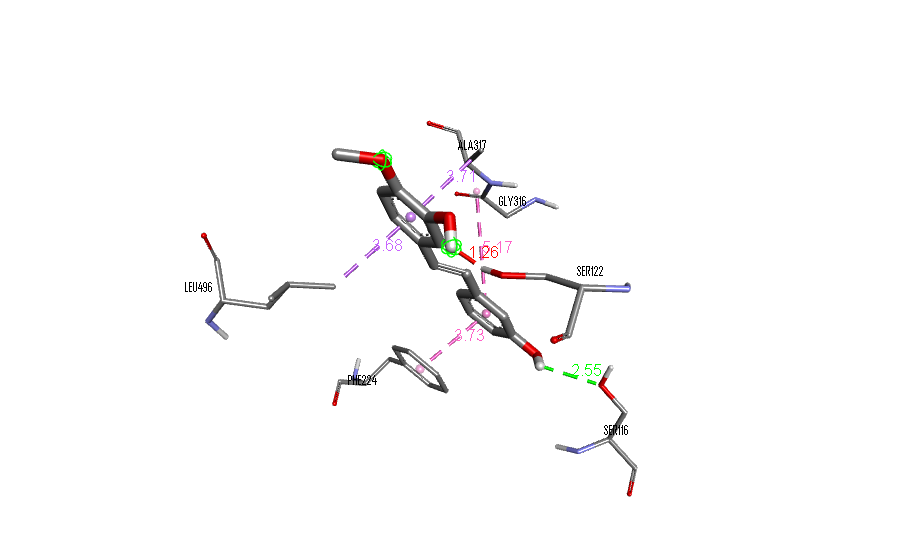 ALA317
3.71
GLY316
3.68
5.17
1.26
SER122
LEU496
3.73
PHE224
2.55
SER116